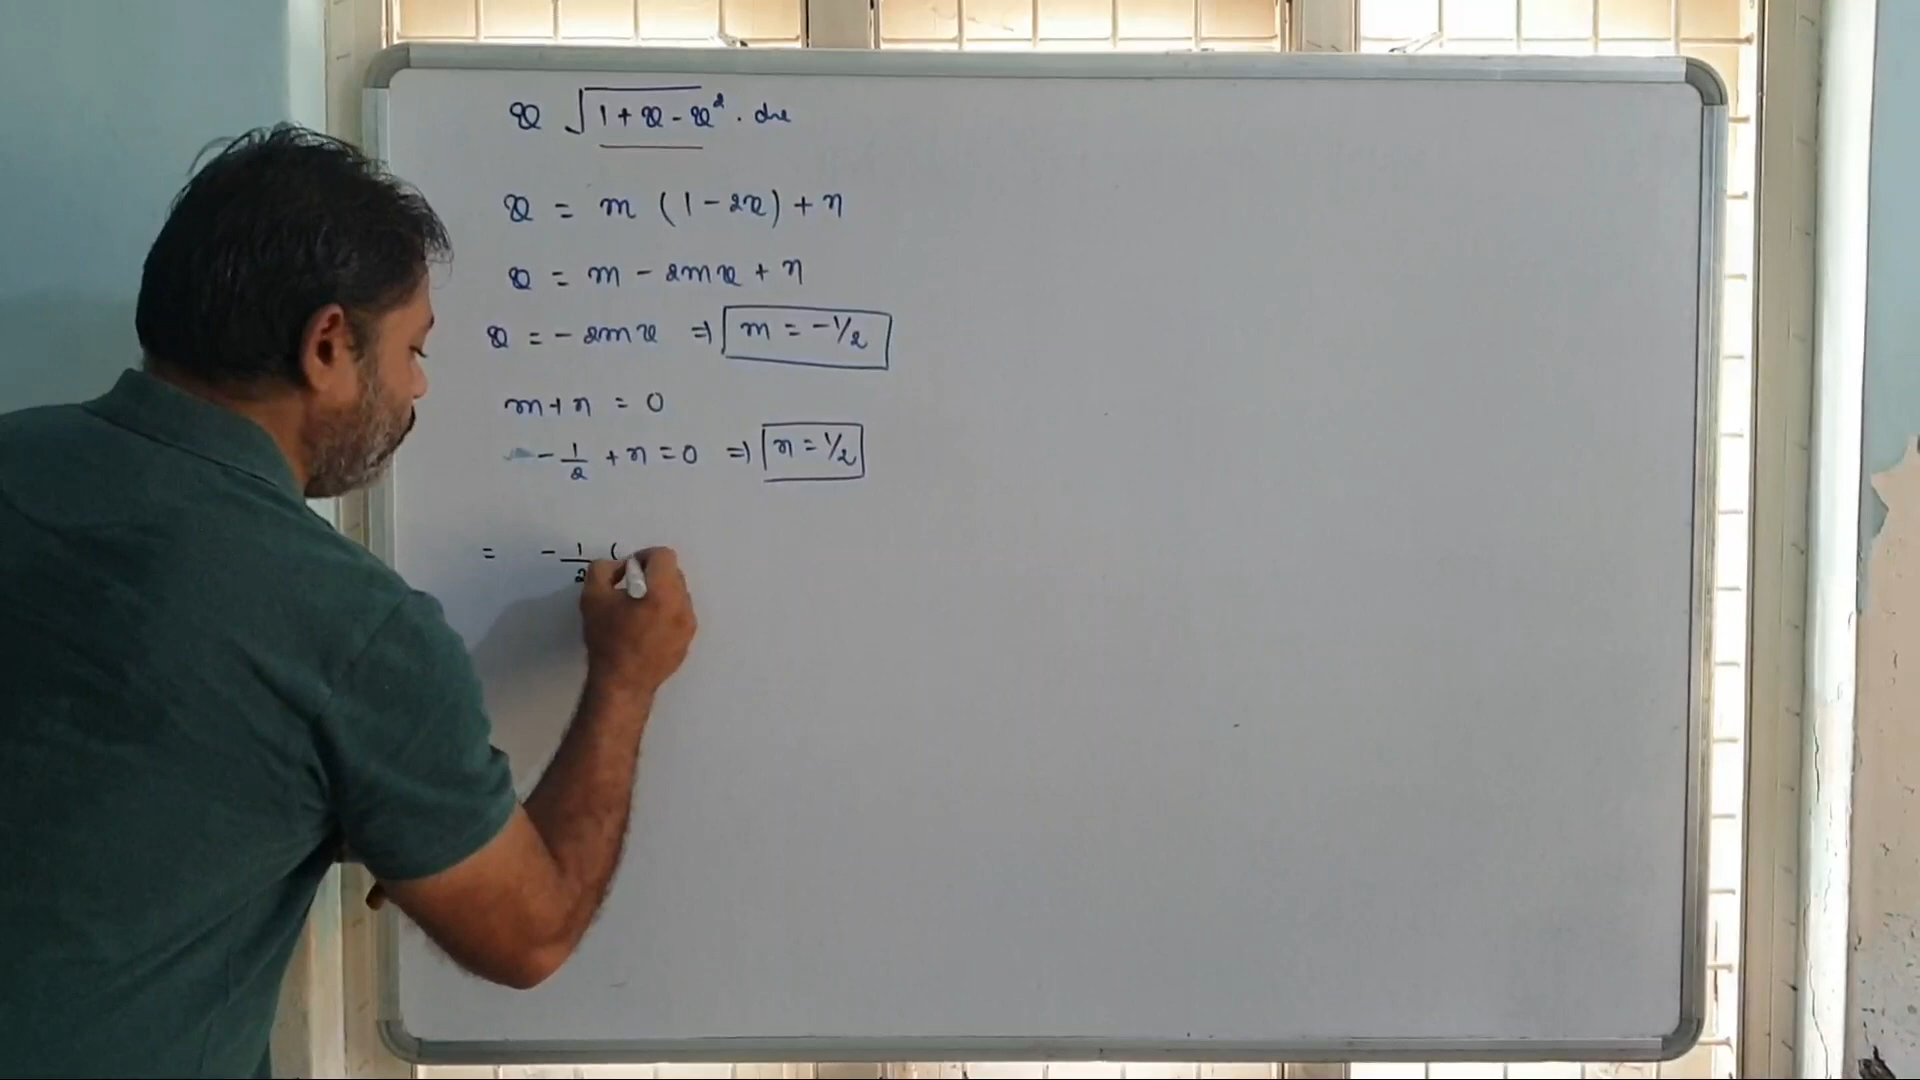 x √(1 + x - x²) . dx
x = m (1 - 2x) + n
x = m - 2mx + n
x = - 2mx ⇒ m = -1/2
m + n = 0
- 1/2 + n = 0 ⇒ n = 1/2
= - 1/2 (